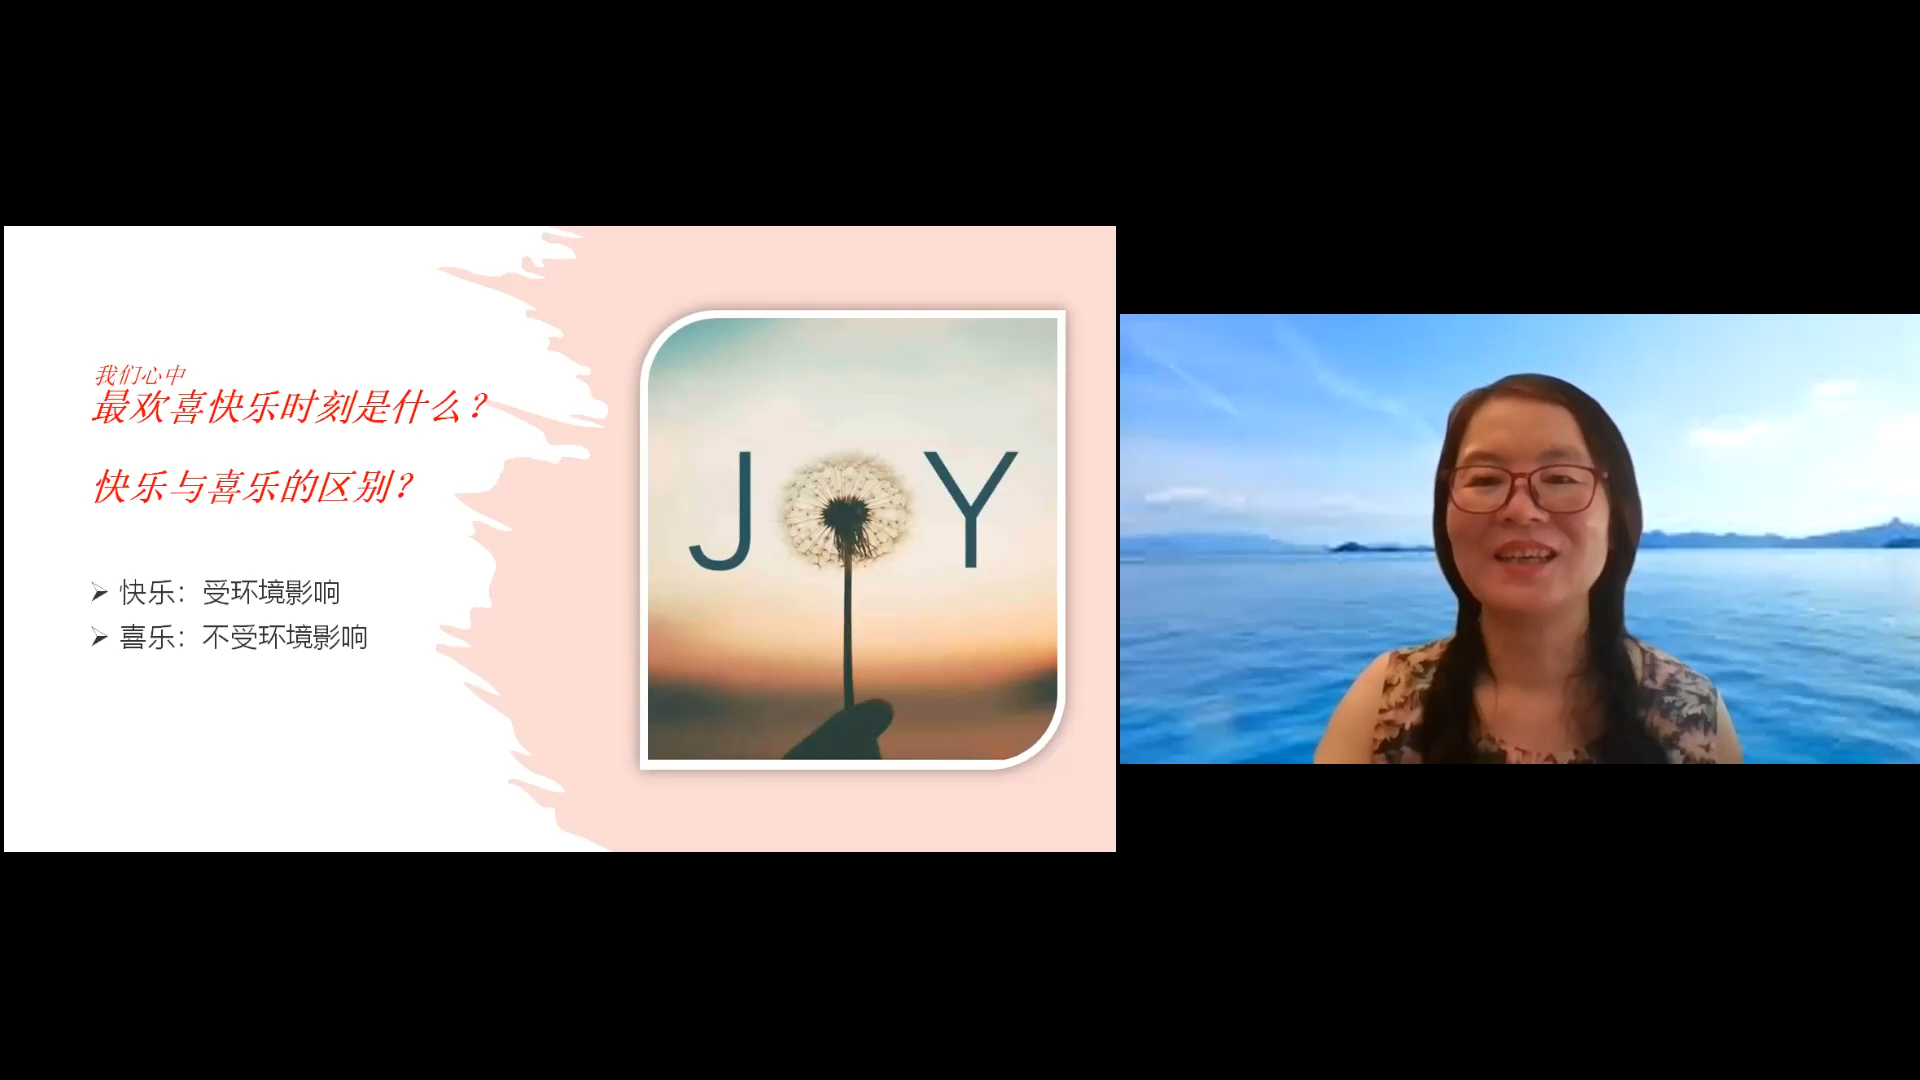 我们心中
最欢喜快乐时刻是什么？
快乐与喜乐的区别？
➢ 快乐：受环境影响
➢ 喜乐：不受环境影响
JOY